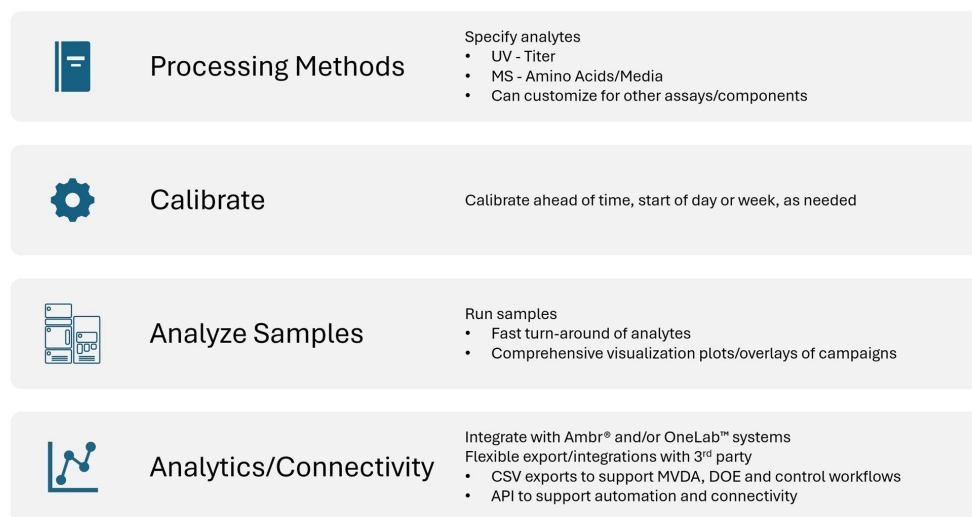 Processing Methods
Specify analytes
• UV - Titer
• MS - Amino Acids/Media
• Can customize for other assays/components
Calibrate
Calibrate ahead of time, start of day or week, as needed
Analyze Samples
Run samples
• Fast turn-around of analytes
• Comprehensive visualization plots/overlays of campaigns
Analytics/Connectivity
Integrate with Ambr® and/or OneLab™ systems
Flexible export/integrations with 3rd party
• CSV exports to support MVDA, DOE and control workflows
• API to support automation and connectivity